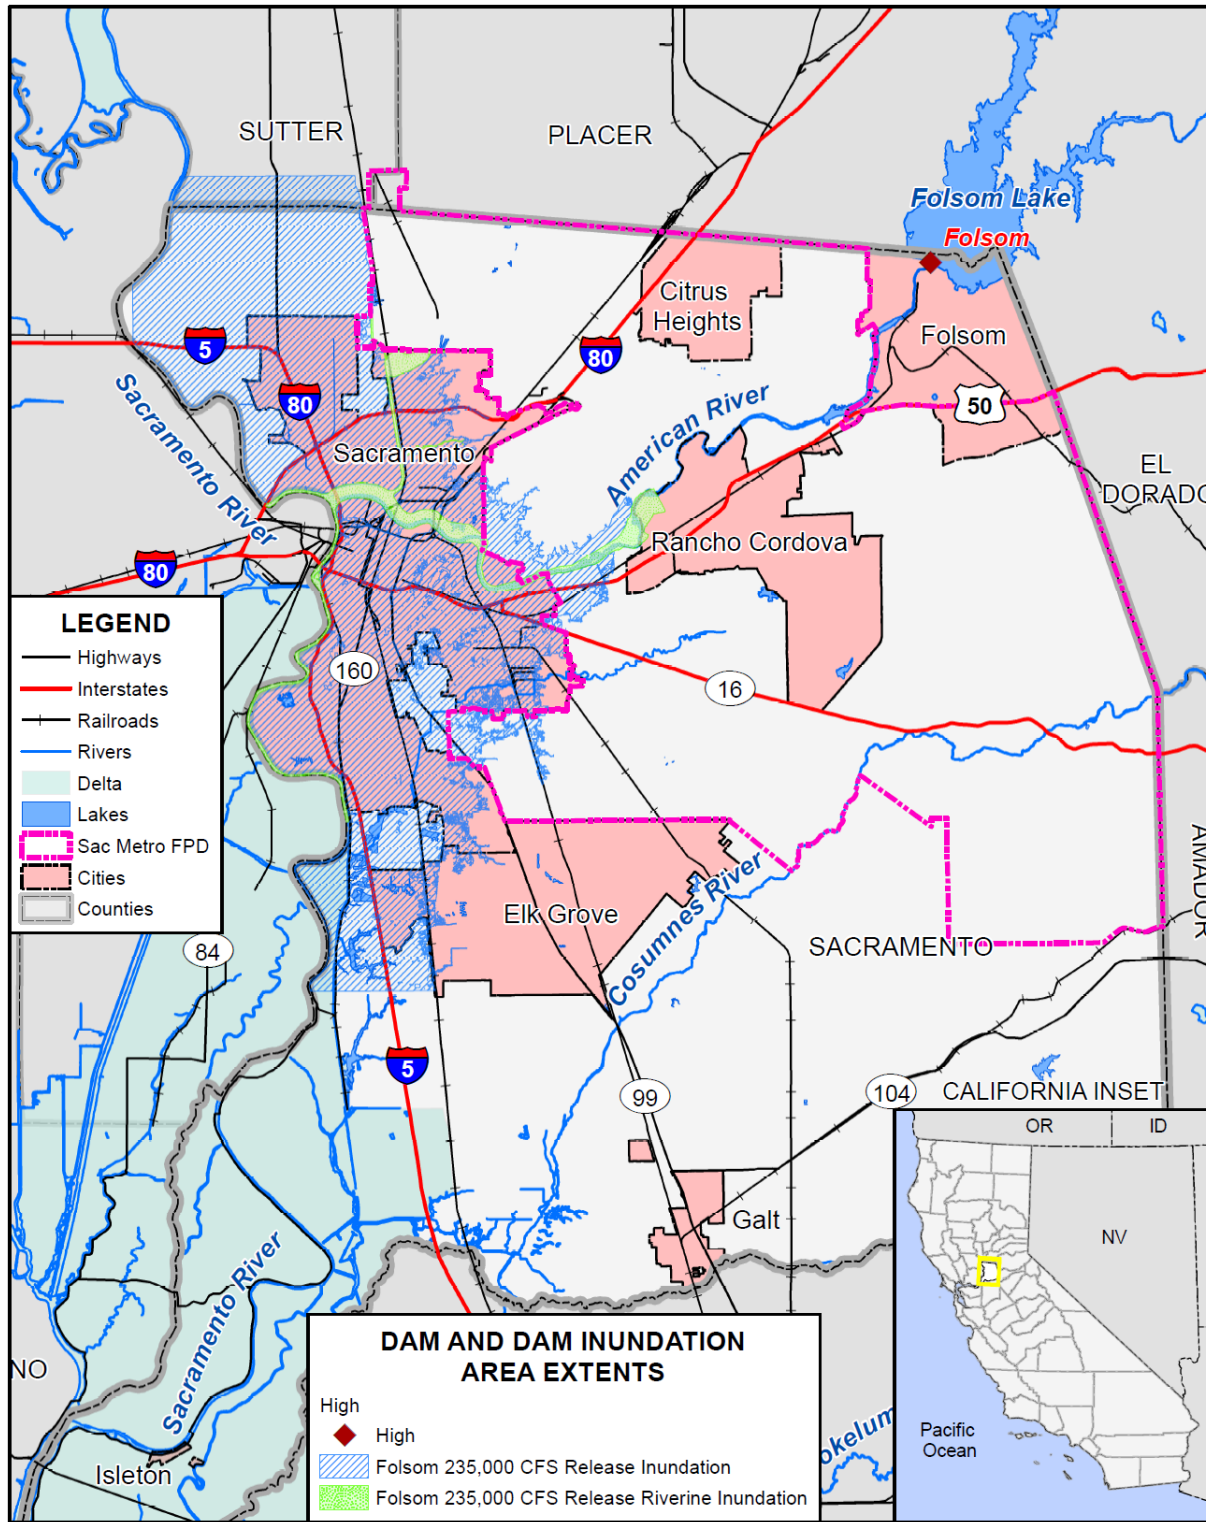 SUTTER
PLACER
Folsom Lake
Folsom
Citrus
Heights
Folsom
5
80
80
50
Sacramento River
American River
Sacramento
EL
DORADO
Rancho Cordova
80
LEGEND
Highways
Interstates
Railroads
Rivers
Delta
Lakes
Sac Metro FPD
Cities
Counties
160
16
AMADOR
Elk Grove
Cosumnes River
SACRAMENTO
84
5
99
104
CALIFORNIA INSET
OR
ID
NV
Pacific
Ocean
Galt
Sacramento River
NO
Isleton
okelum
DAM AND DAM INUNDATION
AREA EXTENTS
High
High
Folsom 235,000 CFS Release Inundation
Folsom 235,000 CFS Release Riverine Inundation